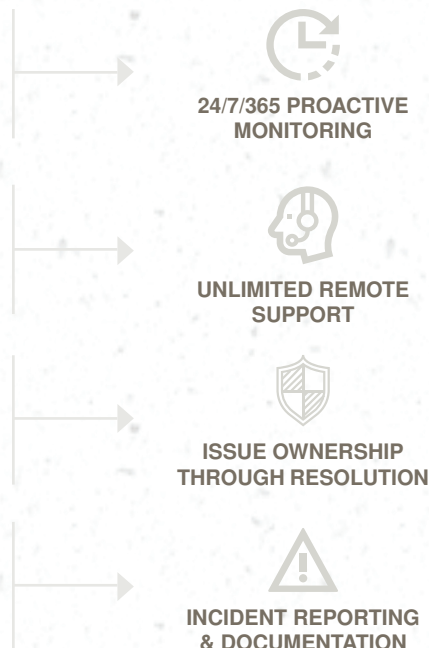 24/7/365 PROACTIVE
MONITORING
UNLIMITED REMOTE
SUPPORT
ISSUE OWNERSHIP
THROUGH RESOLUTION
INCIDENT REPORTING
& DOCUMENTATION